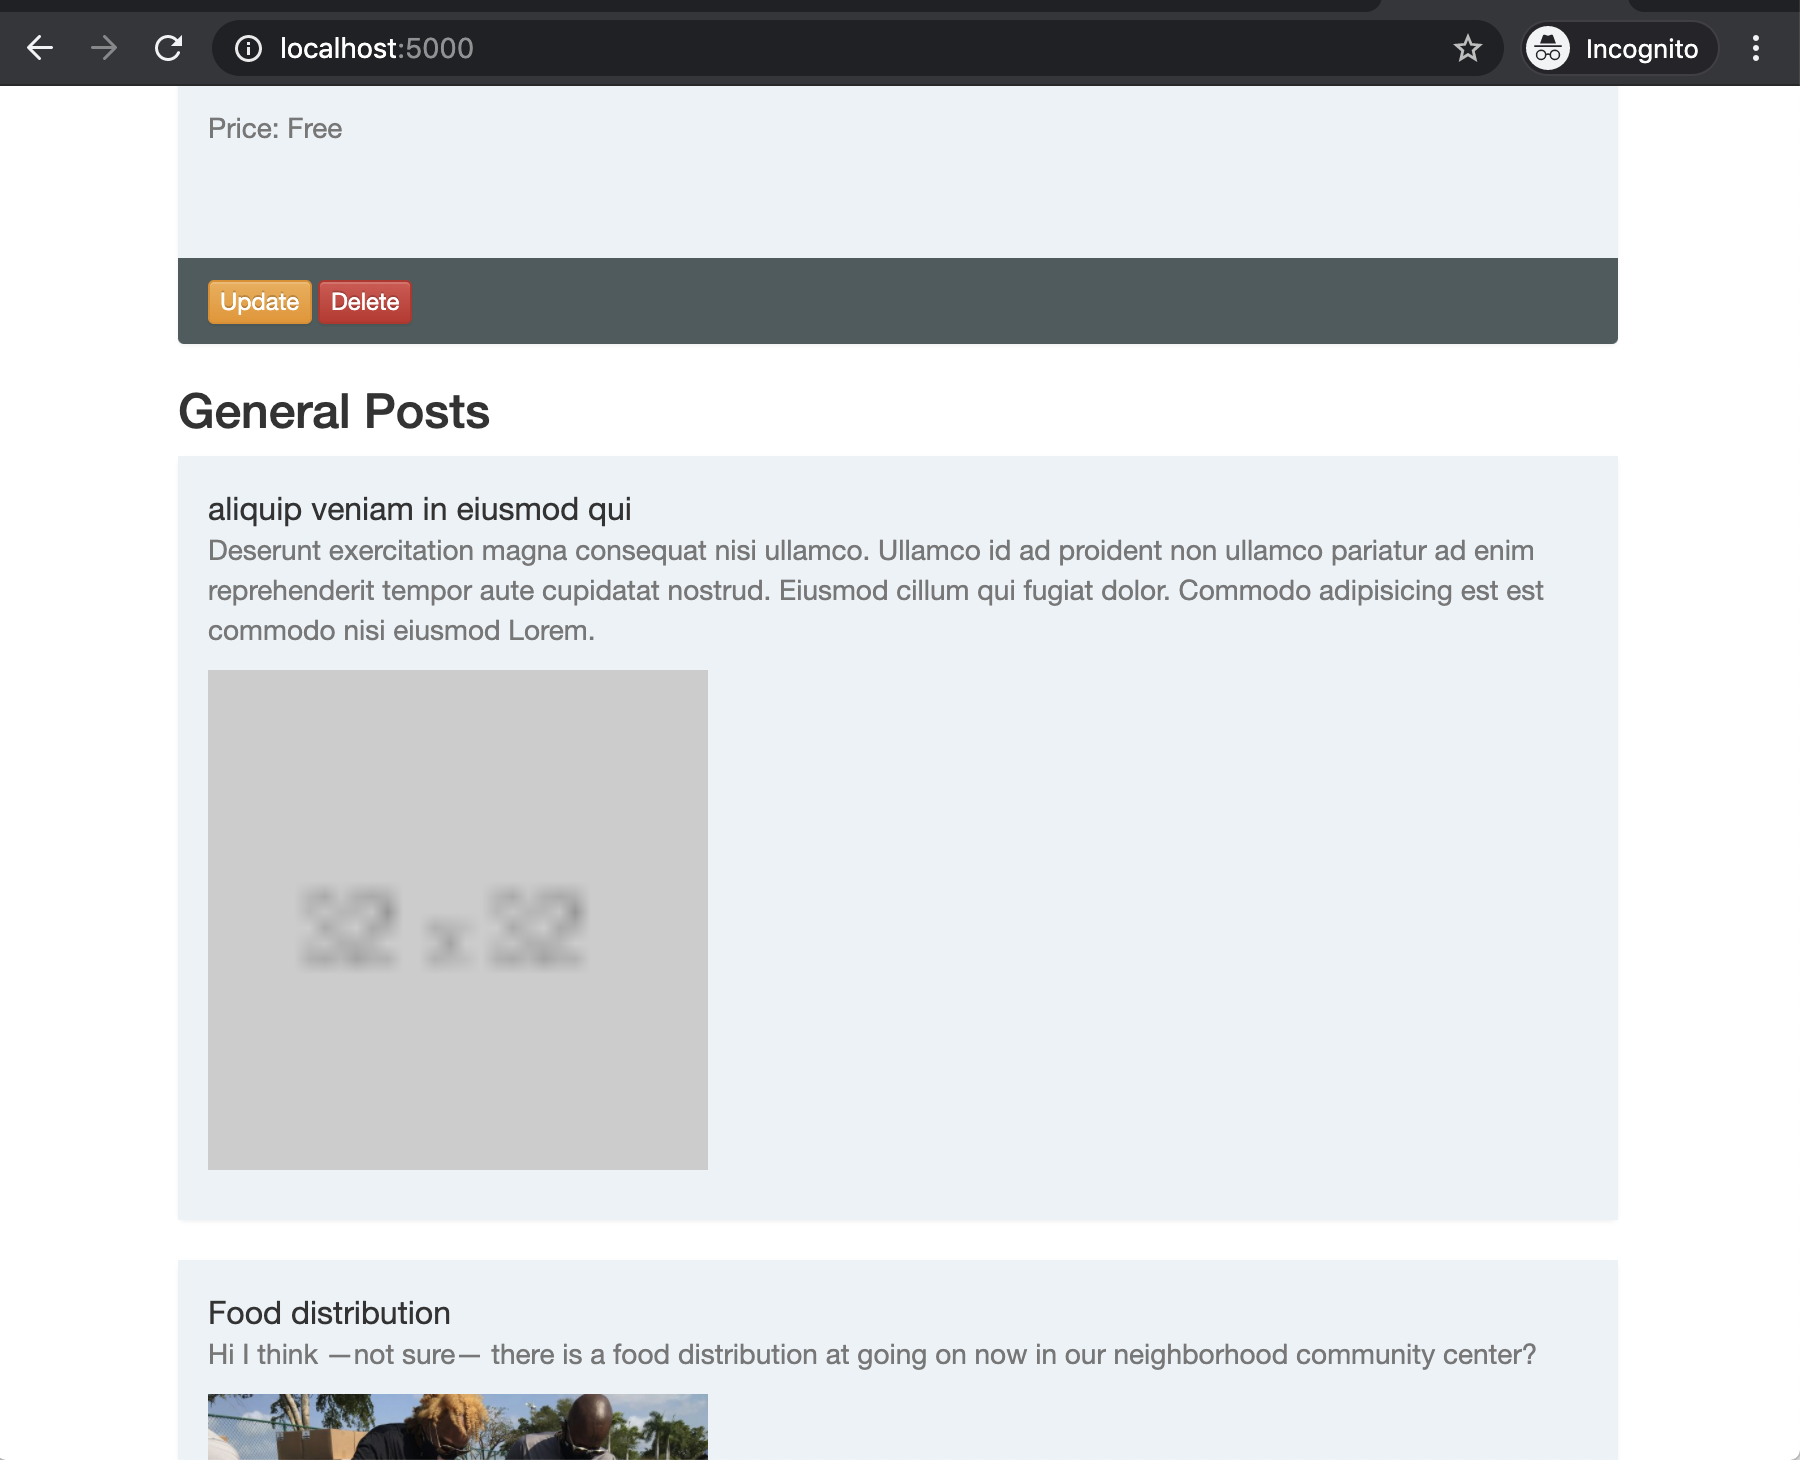 localhost:5000
Incognito
Price: Free
Update Delete
General Posts
aliquip veniam in eiusmod qui
Deserunt exercitation magna consequat nisi ullamco. Ullamco id ad proident non ullamco pariatur ad enim
reprehenderit tempor aute cupidatat nostrud. Eiusmod cillum qui fugiat dolor. Commodo adipisicing est est
commodo nisi eiusmod Lorem.
32 x 32
Food distribution
Hi I think —not sure— there is a food distribution at going on now in our neighborhood community center?